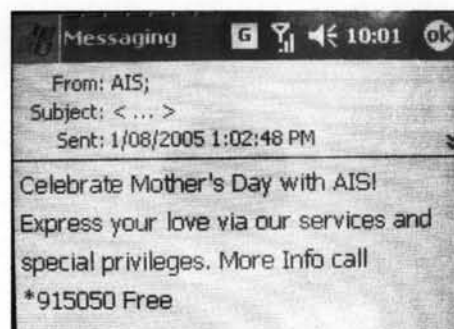 Messaging G 10:01 ok
From: AIS;
Subject: < ... >
Sent: 1/08/2005 1:02:48 PM
Celebrate Mother's Day with AIS!
Express your love via our services and
special privileges. More Info call
*915050 Free